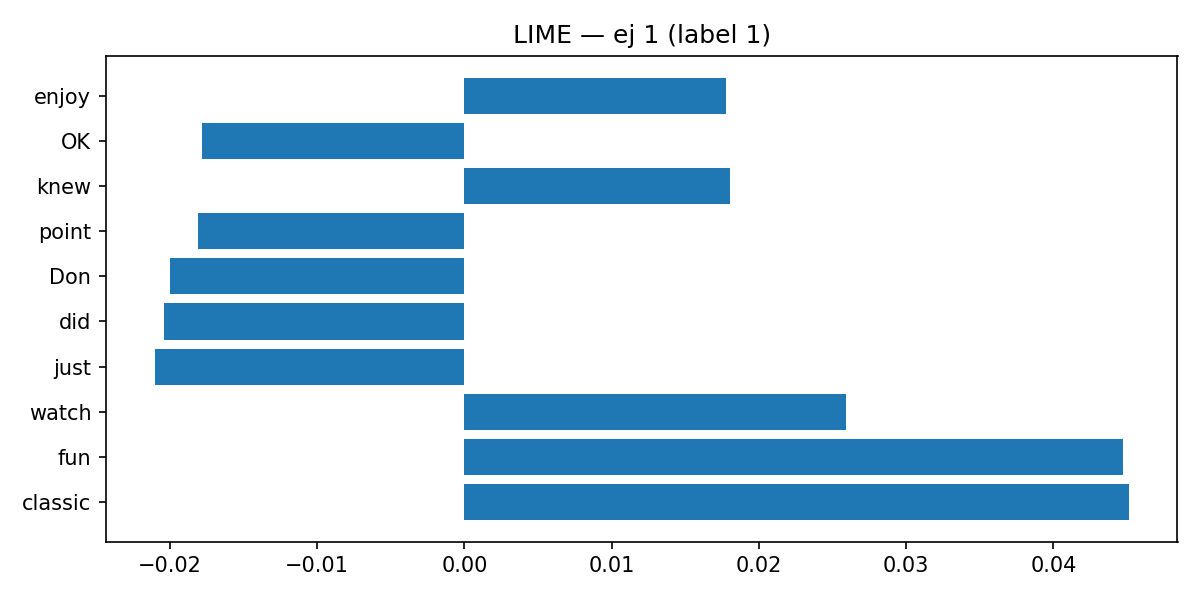 LIME — ej 1 (label 1)
enjoy
OK
knew
point
Don
did
just
watch
fun
classic
−0.02 −0.01 0.00 0.01 0.02 0.03 0.04